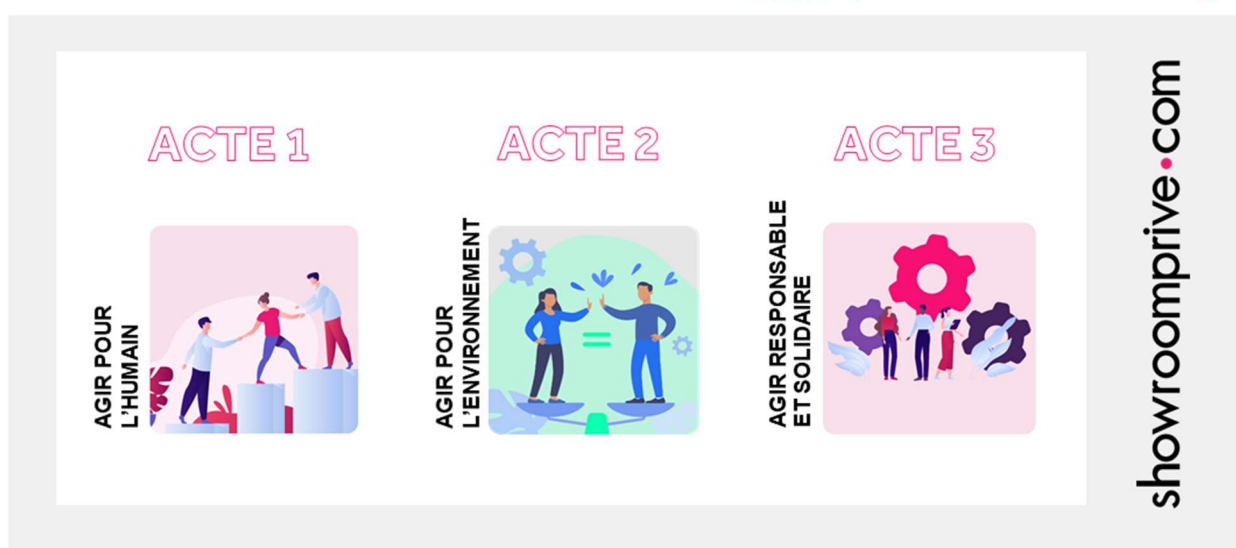 ACTE 1
AGIR POUR
L'HUMAIN
ACTE 2
AGIR POUR
L'ENVIRONNEMENT
ACTE 3
AGIR RESPONSABLE
ET SOLIDAIRE
showroomprive•com